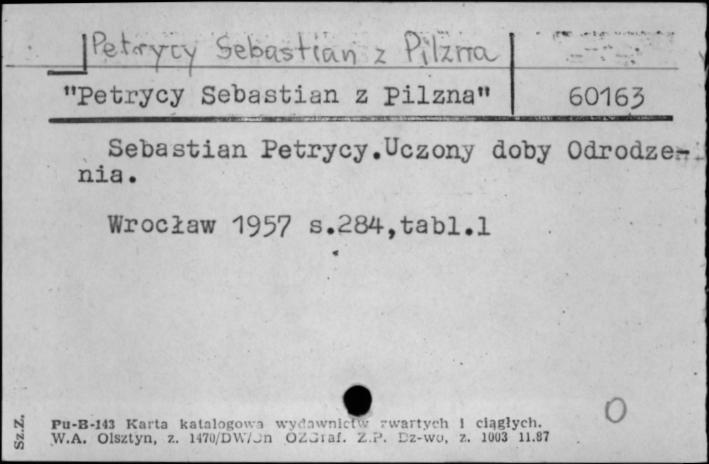 Petrycy Sebastian z Pilzna
"Petrycy Sebastian z Pilzna" 60163
Sebastian Petrycy.Uczony doby Odrodze-
nia.
Wrocław 1957 s.284,tabl.1
Sz.Z.
Pu-B-143 Karta katalogowa wydawnictw zwartych i ciągłych.
W.A. Olsztyn, z. 1470/DW/Jn OZGraf. Z.P. Dz-wo, z. 1003 11.87
O